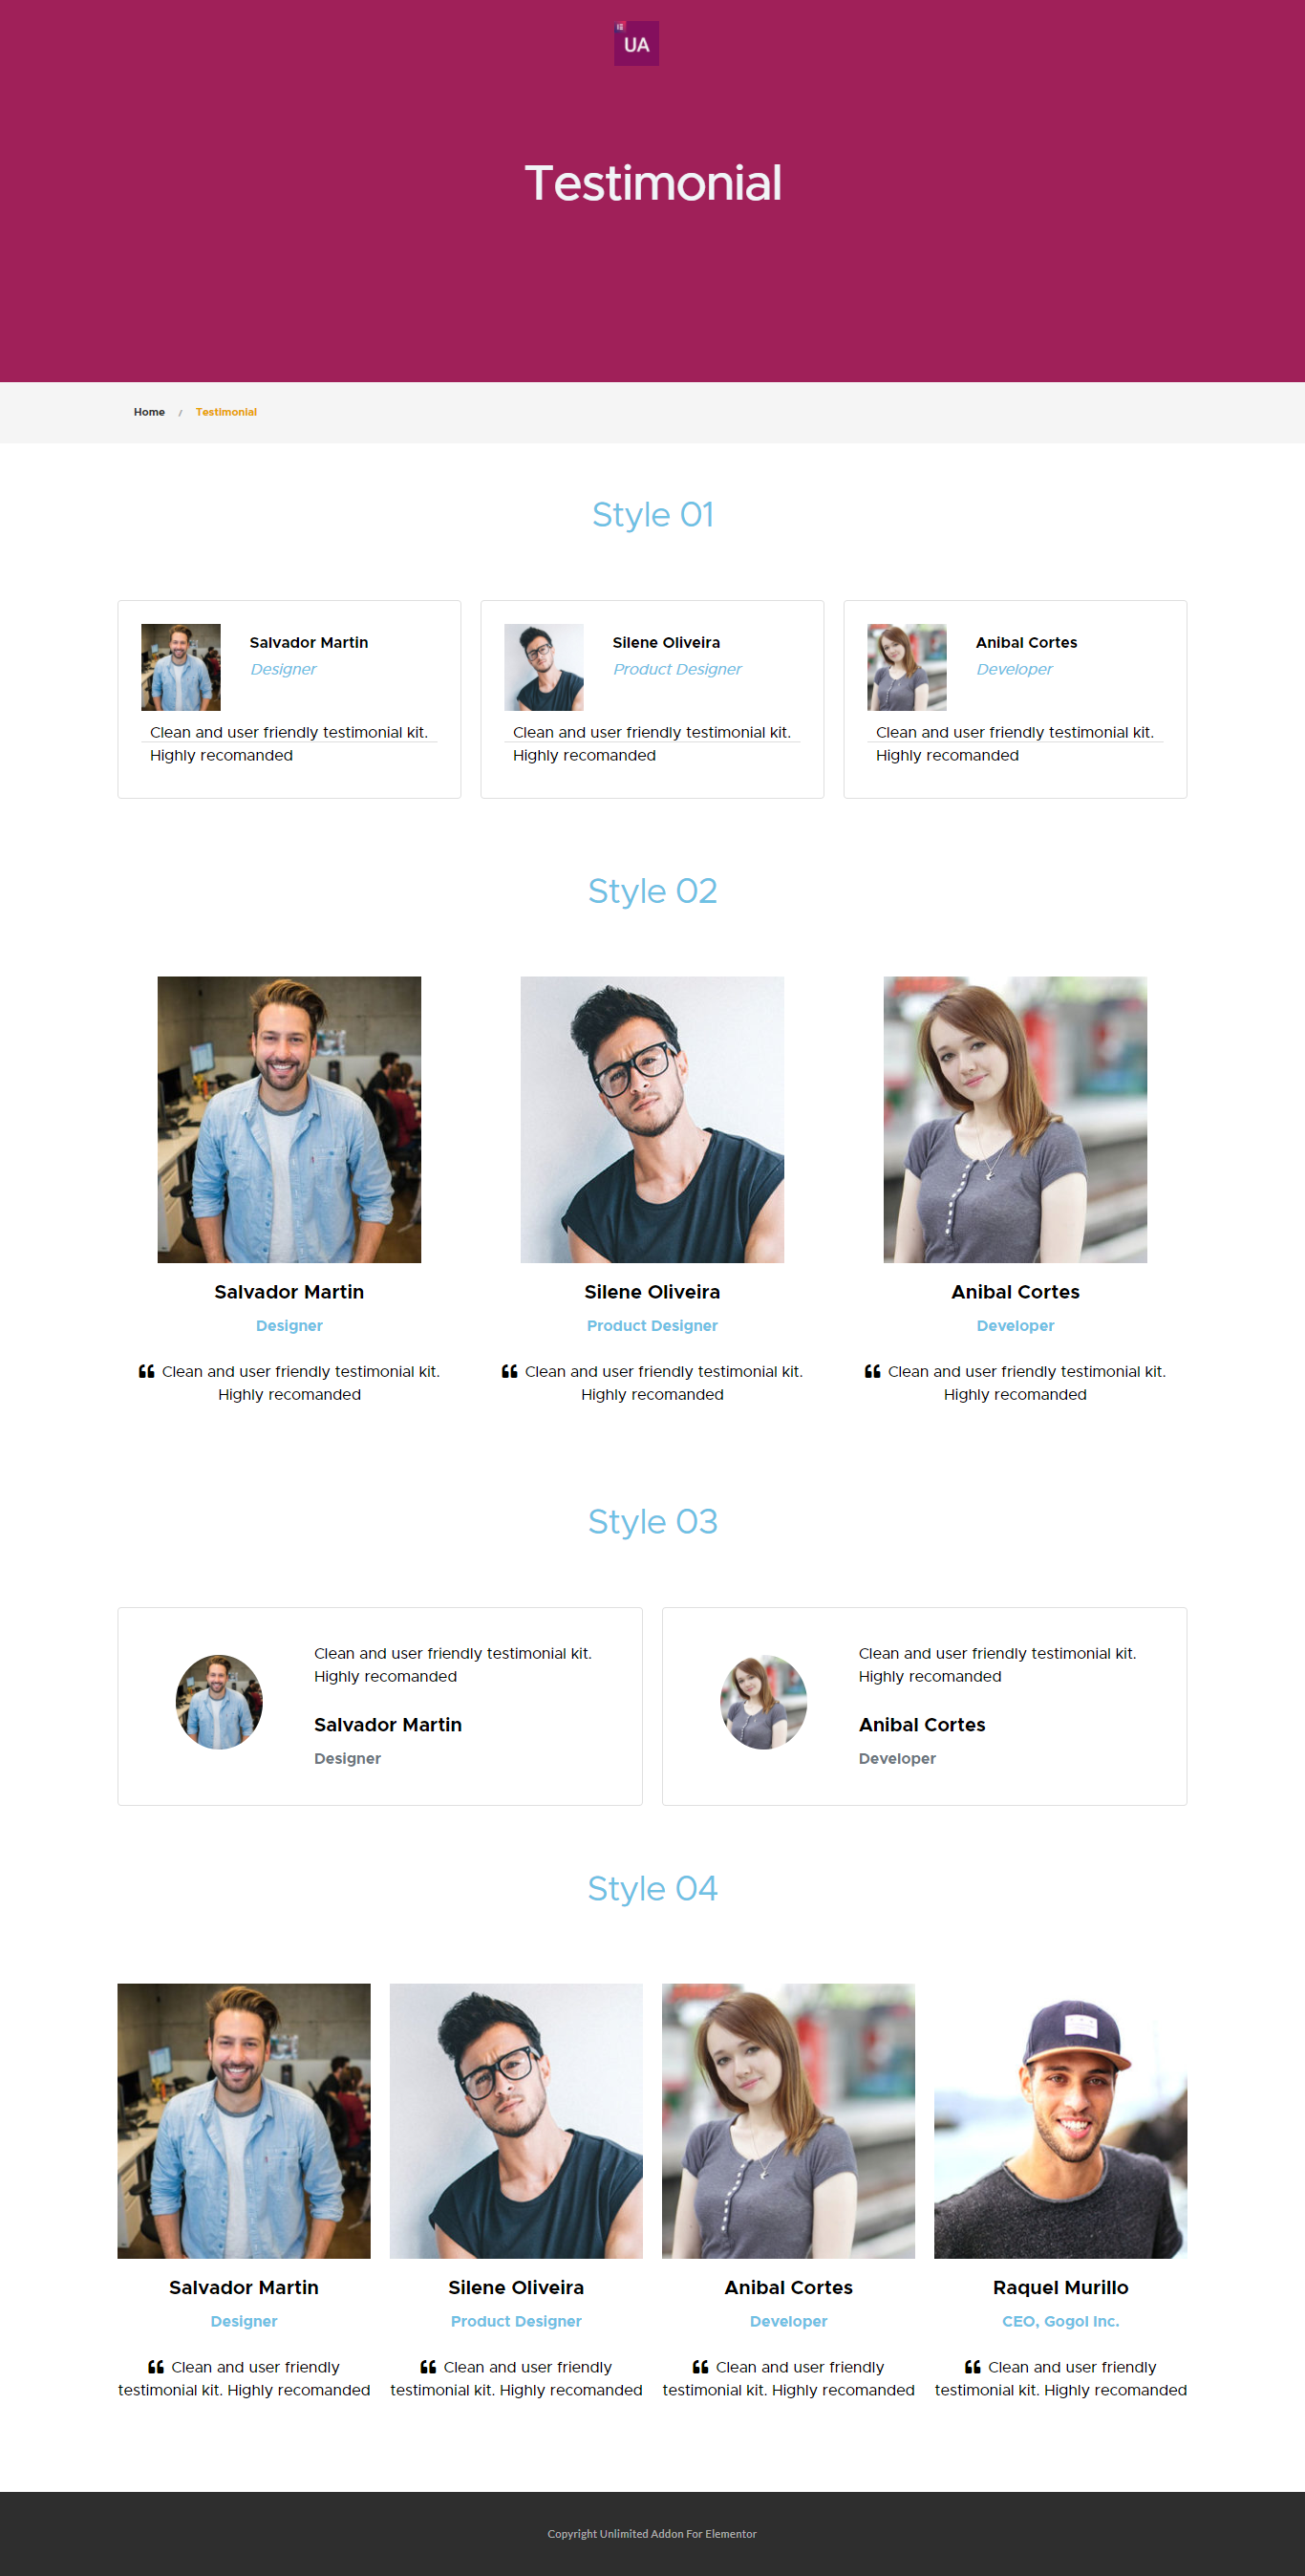 UA
Testimonial
Home / Testimonial
Style 01
Salvador Martin
Designer
Clean and user friendly testimonial kit.
Highly recomanded
Silene Oliveira
Product Designer
Clean and user friendly testimonial kit.
Highly recomanded
Anibal Cortes
Developer
Clean and user friendly testimonial kit.
Highly recomanded
Style 02
Salvador Martin
Designer
“ Clean and user friendly testimonial kit.
Highly recomanded
Silene Oliveira
Product Designer
“ Clean and user friendly testimonial kit.
Highly recomanded
Anibal Cortes
Developer
“ Clean and user friendly testimonial kit.
Highly recomanded
Style 03
Clean and user friendly testimonial kit.
Highly recomanded
Salvador Martin
Designer
Clean and user friendly testimonial kit.
Highly recomanded
Anibal Cortes
Developer
Style 04
Salvador Martin
Designer
“ Clean and user friendly
testimonial kit. Highly recomanded
Silene Oliveira
Product Designer
“ Clean and user friendly
testimonial kit. Highly recomanded
Anibal Cortes
Developer
“ Clean and user friendly
testimonial kit. Highly recomanded
Raquel Murillo
CEO, Gogol Inc.
“ Clean and user friendly
testimonial kit. Highly recomanded
Copyright Unlimited Addon For Elementor